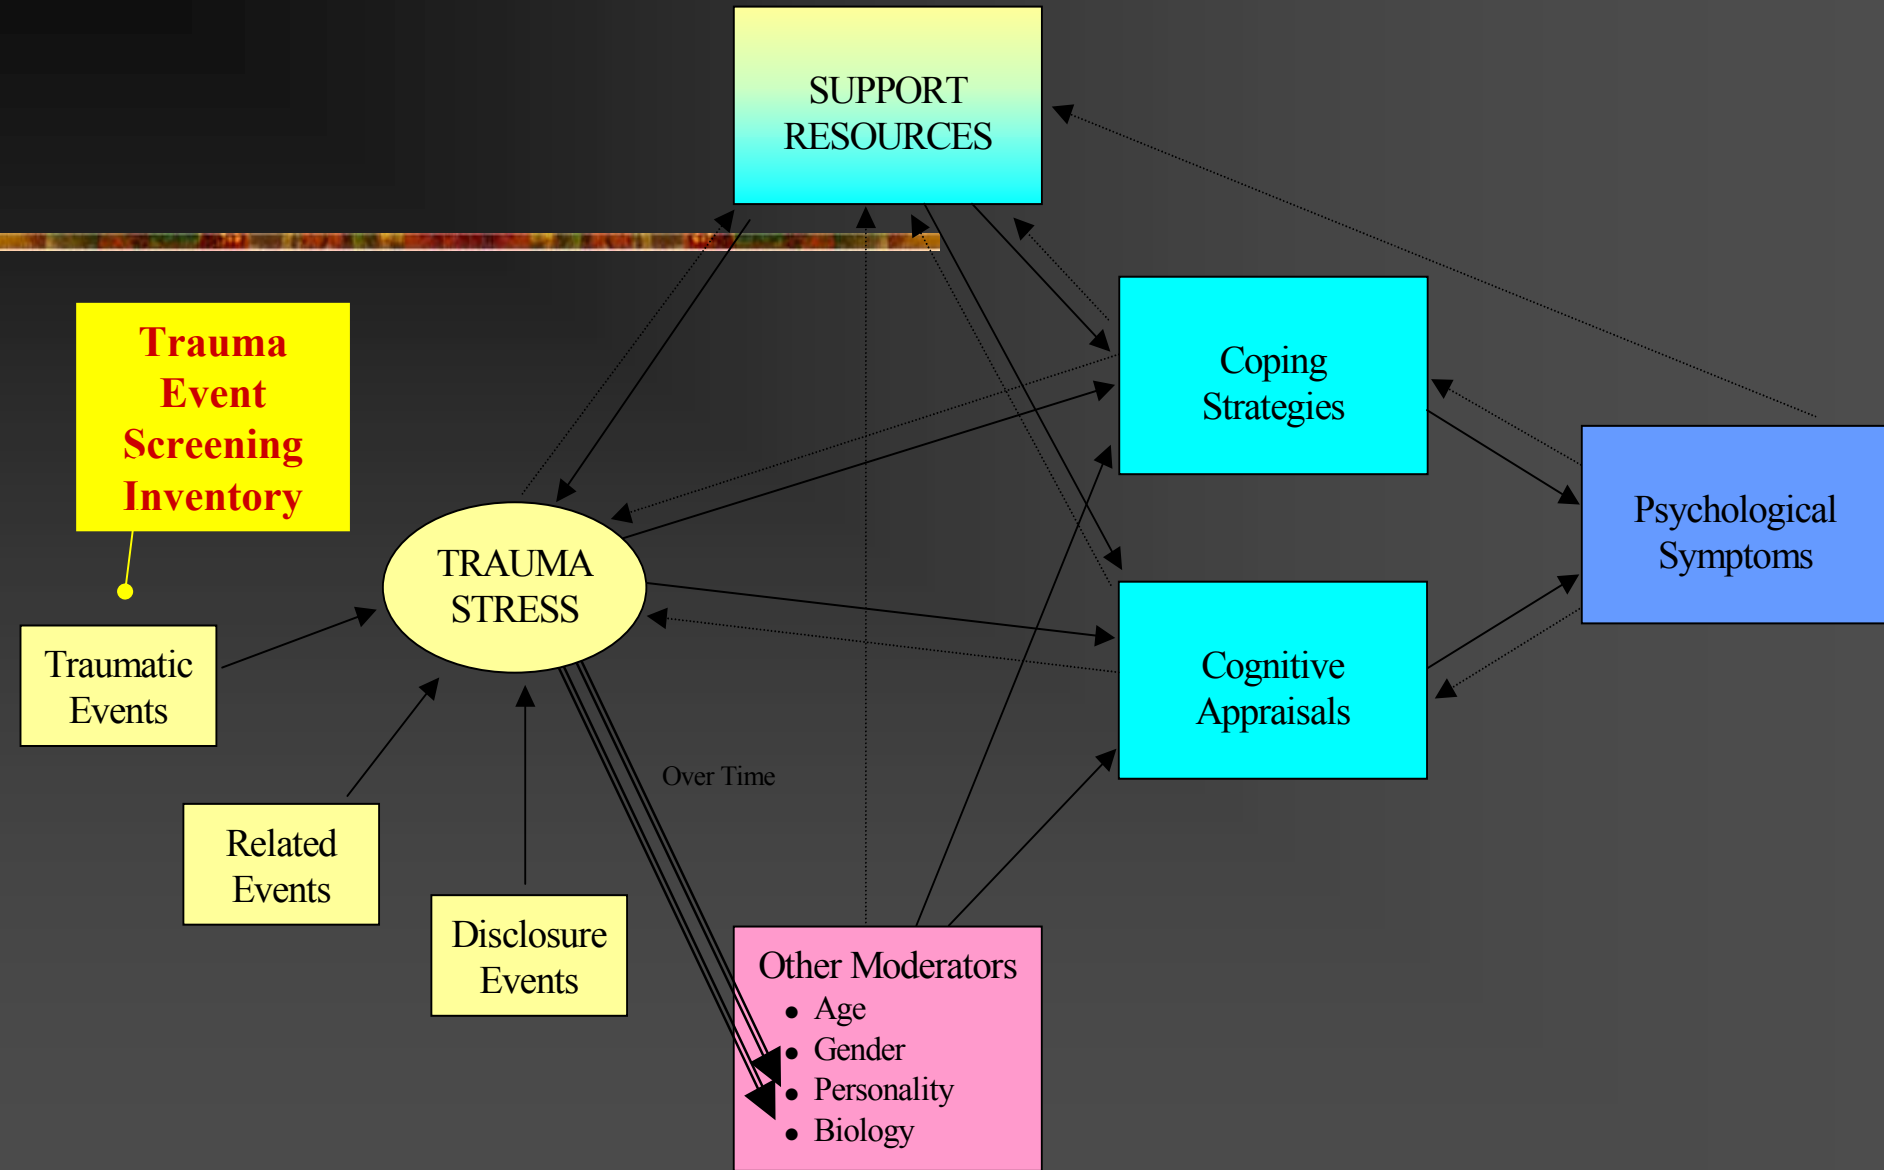 SUPPORT
RESOURCES
Trauma
Event
Screening
Inventory
Coping
Strategies
Psychological
Symptoms
TRAUMA
STRESS
Traumatic
Events
Cognitive
Appraisals
Over Time
Related
Events
Disclosure
Events
Other Moderators
• Age
• Gender
• Personality
• Biology